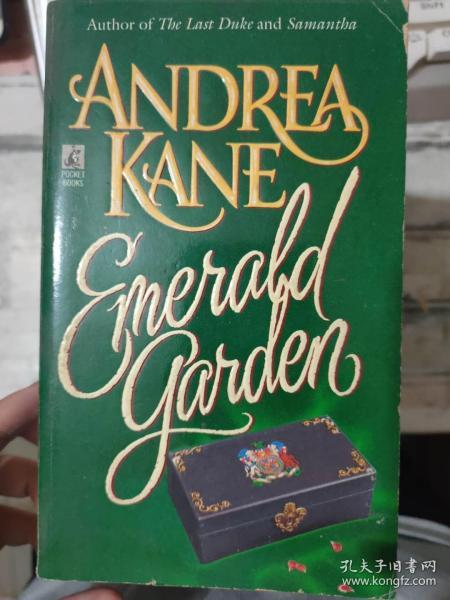 Author of The Last Duke and Samantha
ANDREA
KANE
POCKET
BOOKS
Emerald
Garden
孔夫子旧书网
www.kongfz.com